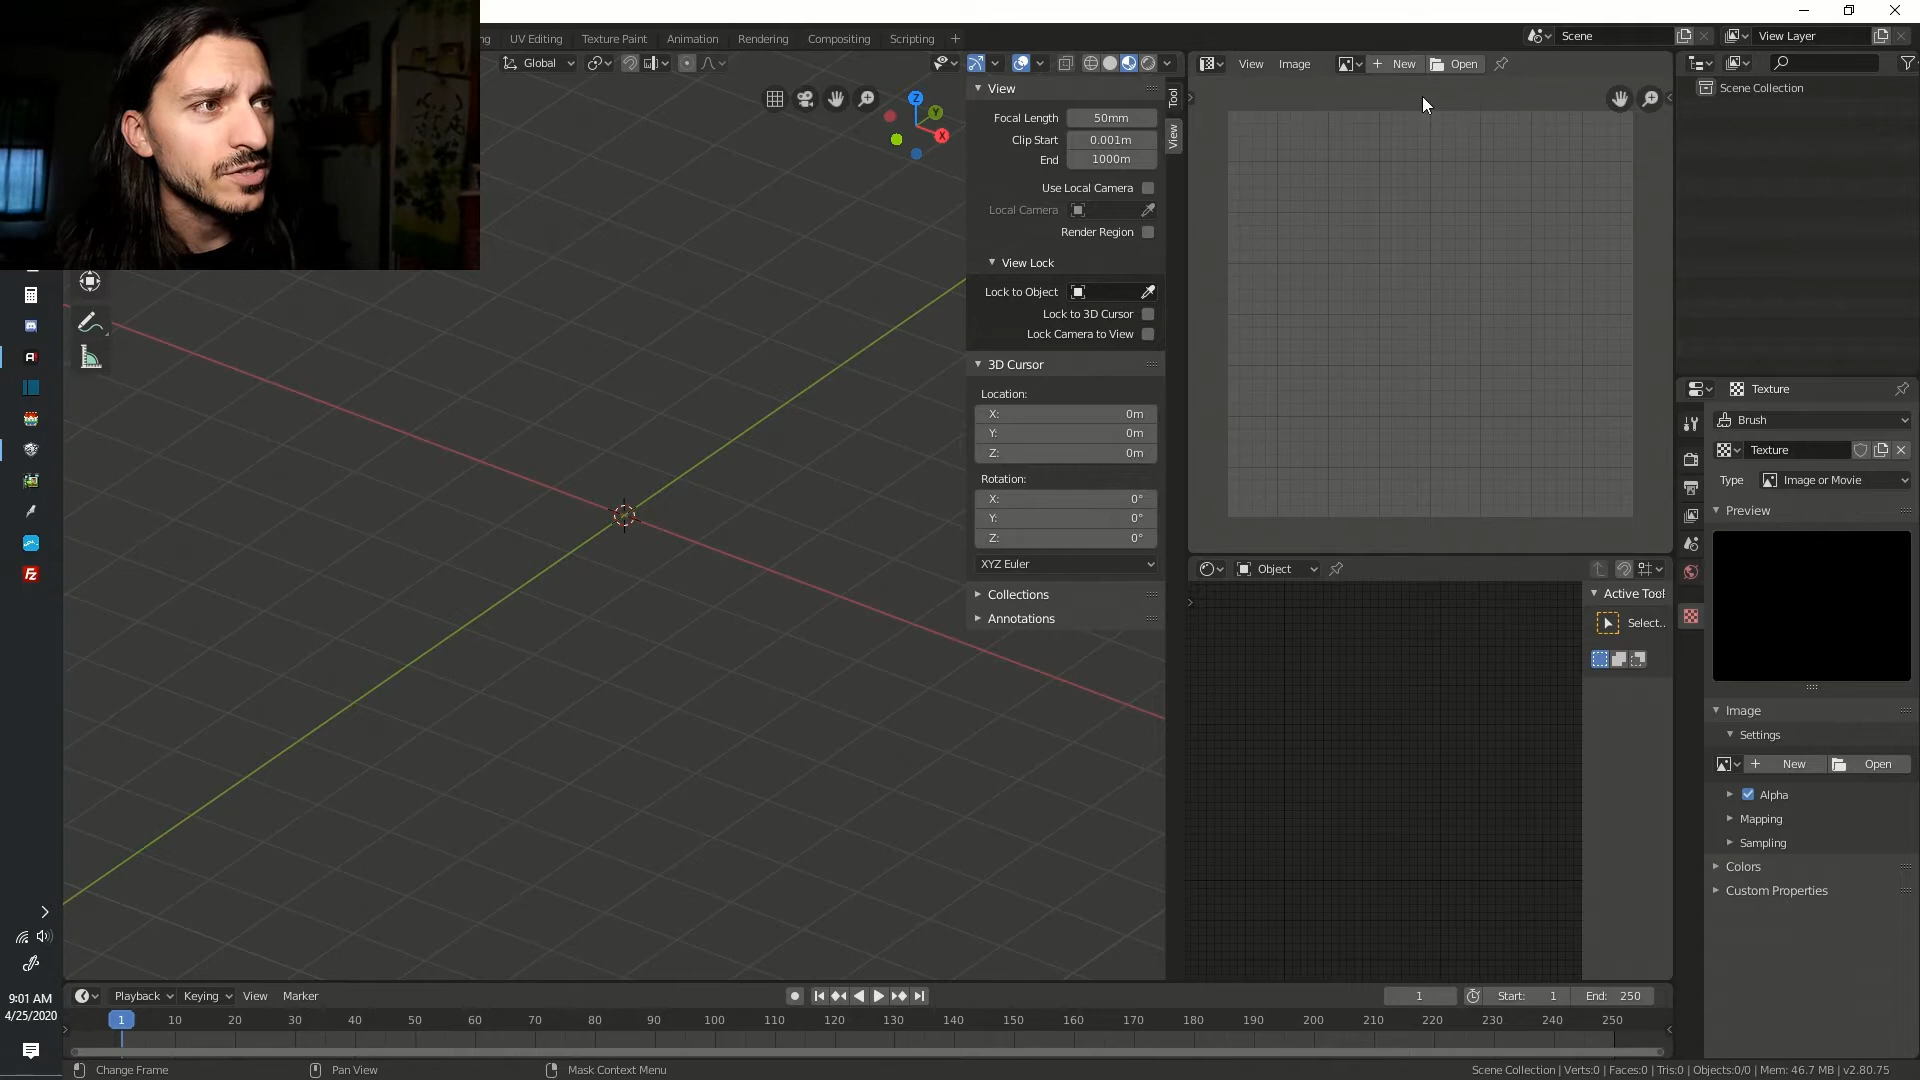 ng UV Editing Texture Paint Animation Rendering Compositing Scripting +
Scene
View Layer
Global
View Image New Open
View
Focal Length 50mm
Clip Start 0.001m
End 1000m
Use Local Camera
Local Camera
Render Region
View Lock
Lock to Object
Lock to 3D Cursor
Lock Camera to View
3D Cursor
Location:
X: 0m
Y: 0m
Z: 0m
Rotation:
X: 0°
Y: 0°
Z: 0°
XYZ Euler
Collections
Annotations
Tool
View
Z
Y
X
Object
Active Tool
Select..
Scene Collection
Texture
Brush
Texture
Type Image or Movie
Preview
Image
Settings
New Open
Alpha
Mapping
Sampling
Colors
Custom Properties
A!
Fz
9:01 AM
4/25/2020
Playback Keying View Marker
1 Start: 1 End: 250
1 10 20 30 40 50 60 70 80 90 100 110 120 130 140 150 160 170 180 190 200 210 220 230 240 250
Change Frame Pan View Mask Context Menu
Scene Collection | Verts:0 | Faces:0 | Tris:0 | Objects:0/0 | Mem: 46.7 MB | v2.80.75